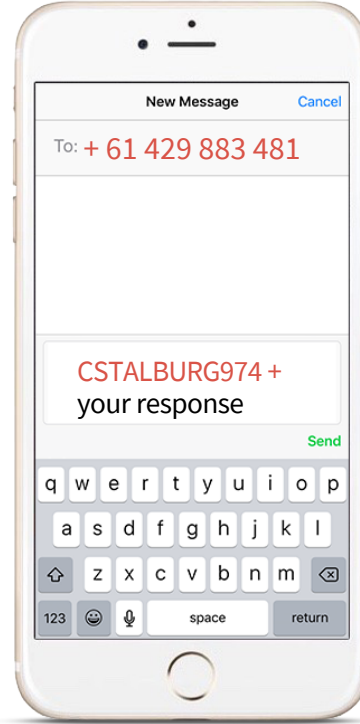 New Message Cancel
To: + 61 429 883 481
CSTALBURG974 +
your response
Send
q w e r t y u i o p
a s d f g h j k l
z x c v b n m
123 space return